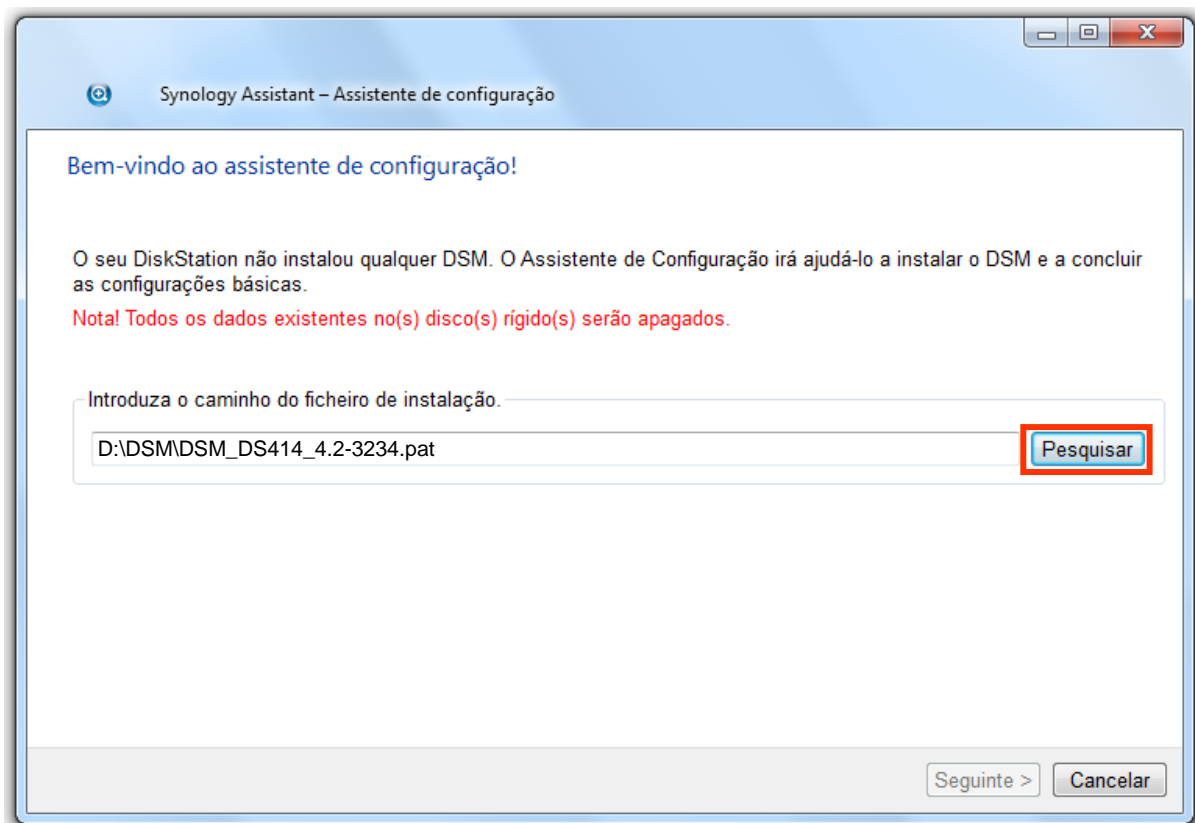 Synology Assistant – Assistente de configuração
Bem-vindo ao assistente de configuração!
O seu DiskStation não instalou qualquer DSM. O Assistente de Configuração irá ajudá-lo a instalar o DSM e a concluir
as configurações básicas.
Nota! Todos os dados existentes no(s) disco(s) rígido(s) serão apagados.
Introduza o caminho do ficheiro de instalação.
D:\DSM\DSM_DS414_4.2-3234.pat Pesquisar
Seguinte > Cancelar